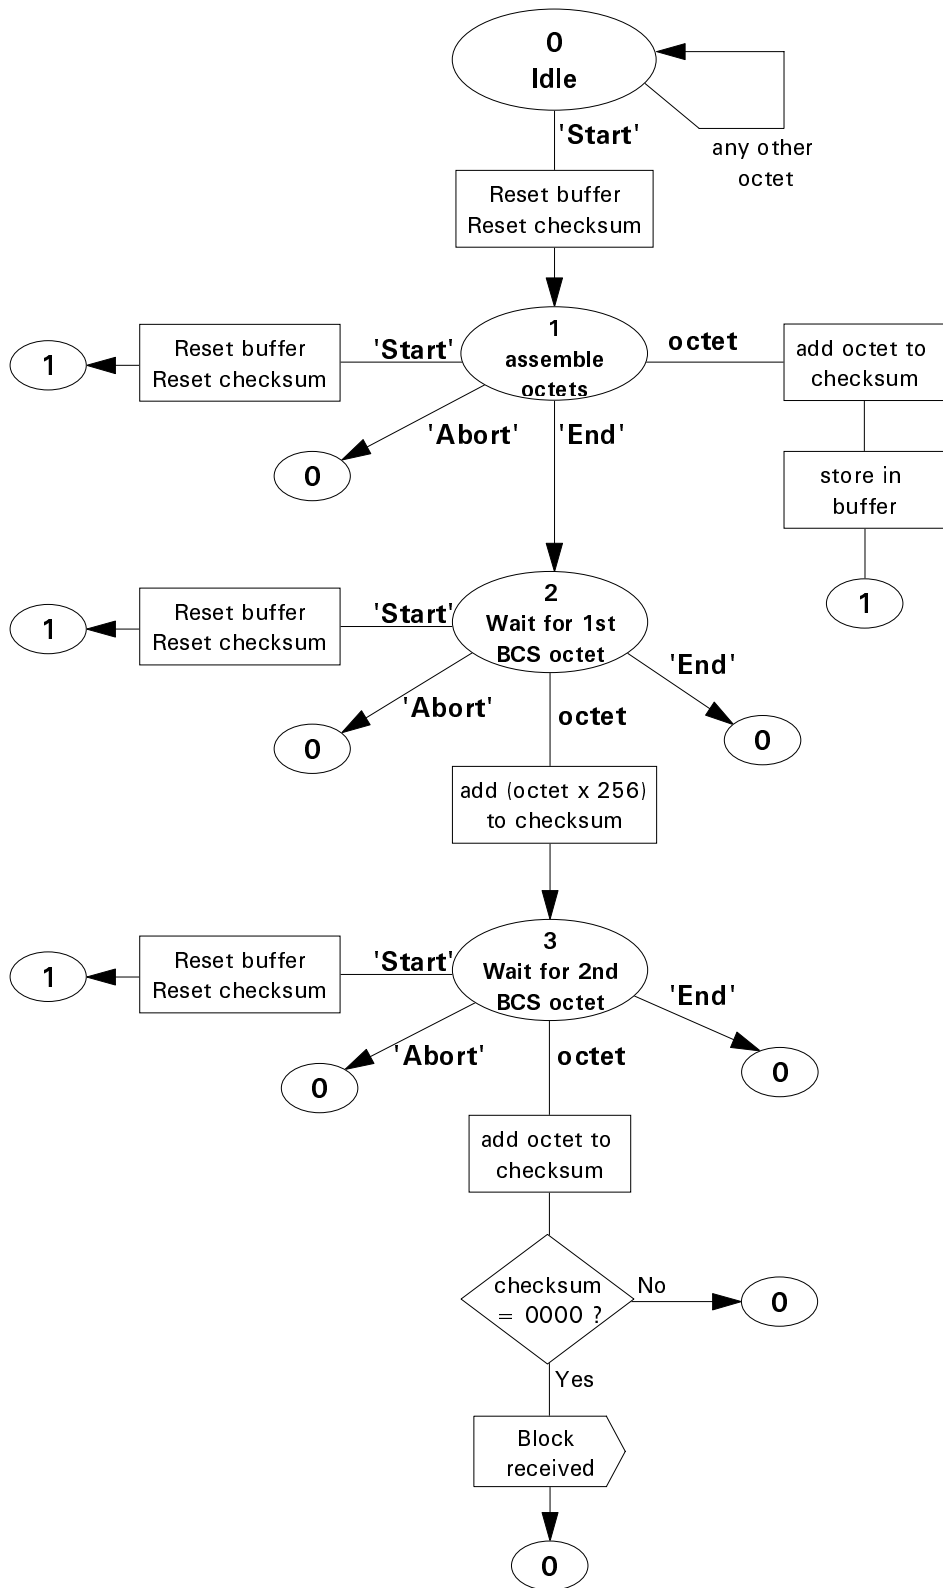 0
Idle
'Start'
any other
octet
Reset buffer
Reset checksum
1
assemble
octets
'Start'
Reset buffer
Reset checksum
1
octet
add octet to
checksum
'Abort'
0
'End'
store in
buffer
1
2
Wait for 1st
BCS octet
'Start'
Reset buffer
Reset checksum
1
'Abort'
0
octet
'End'
0
add (octet x 256)
to checksum
3
Wait for 2nd
BCS octet
'Start'
Reset buffer
Reset checksum
1
'Abort'
0
octet
'End'
0
add octet to
checksum
checksum
= 0000 ?
No
0
Yes
Block
received
0